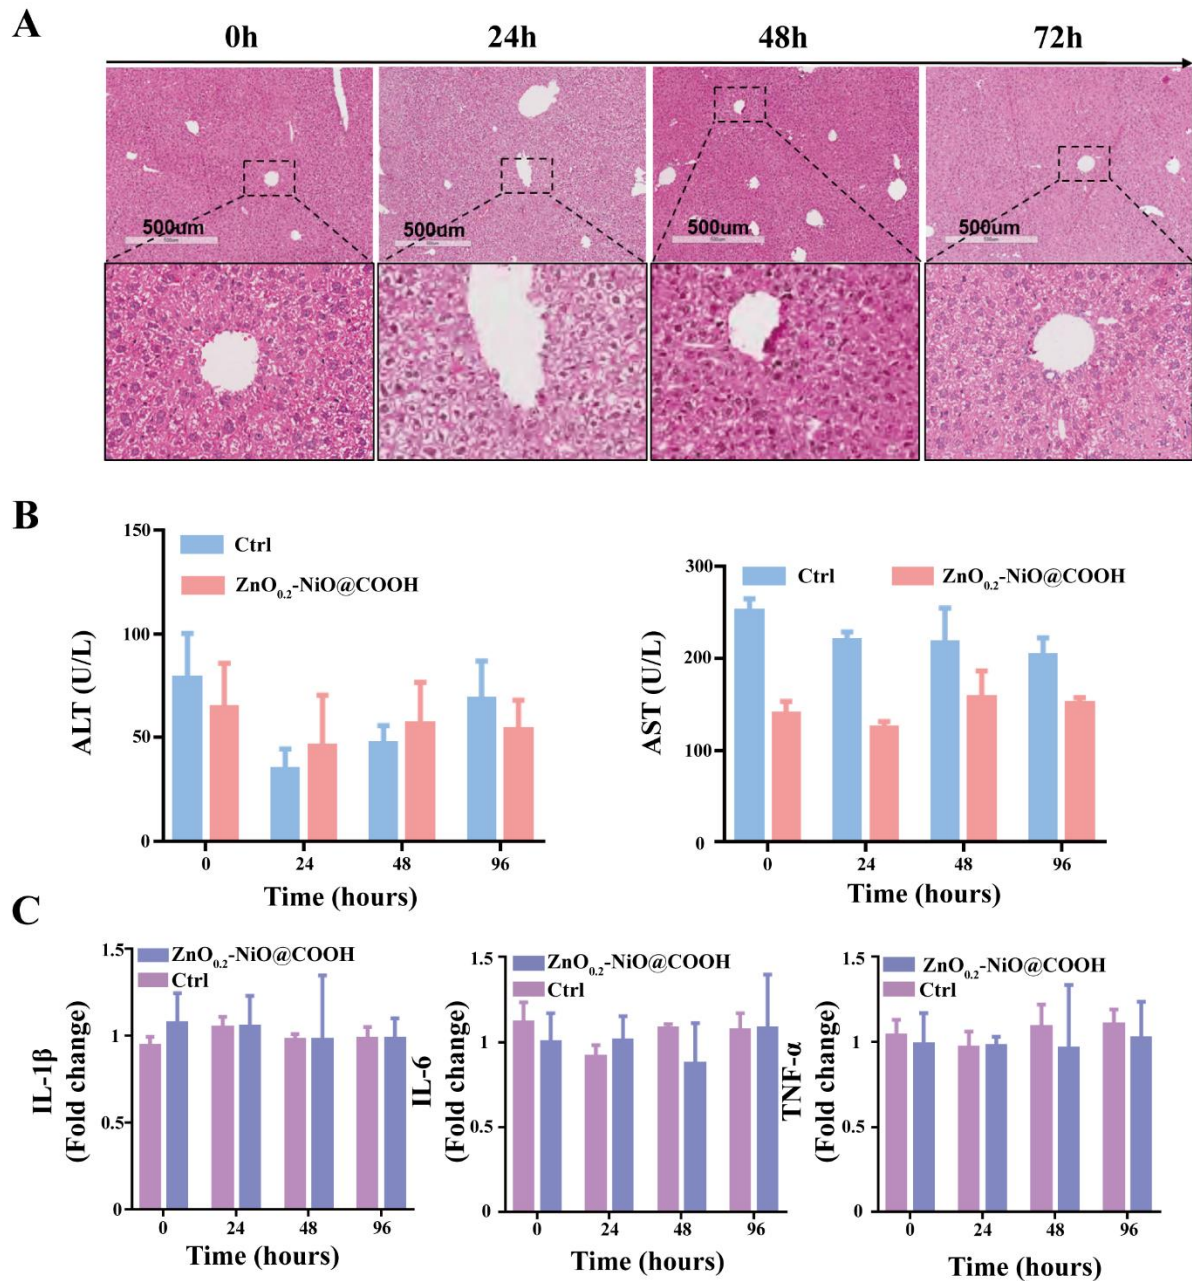 A
0h 24h 48h 72h
500um 500um 500um 500um
B
150
100
50
0
ALT (U/L)
Ctrl
ZnO0.2-NiO@COOH
0 24 48 96
Time (hours)
300
200
100
0
AST (U/L)
Ctrl ZnO0.2-NiO@COOH
0 24 48 96
Time (hours)
C
1.5
1
0.5
0
IL-1β
(Fold change)
ZnO0.2-NiO@COOH
Ctrl
0 24 48 96
Time (hours)
1.5
1
0.5
0
IL-6
(Fold change)
ZnO0.2-NiO@COOH
Ctrl
0 24 48 96
Time (hours)
1.5
1
0.5
0
TNF-α
(Fold change)
ZnO0.2-NiO@COOH
Ctrl
0 24 48 96
Time (hours)